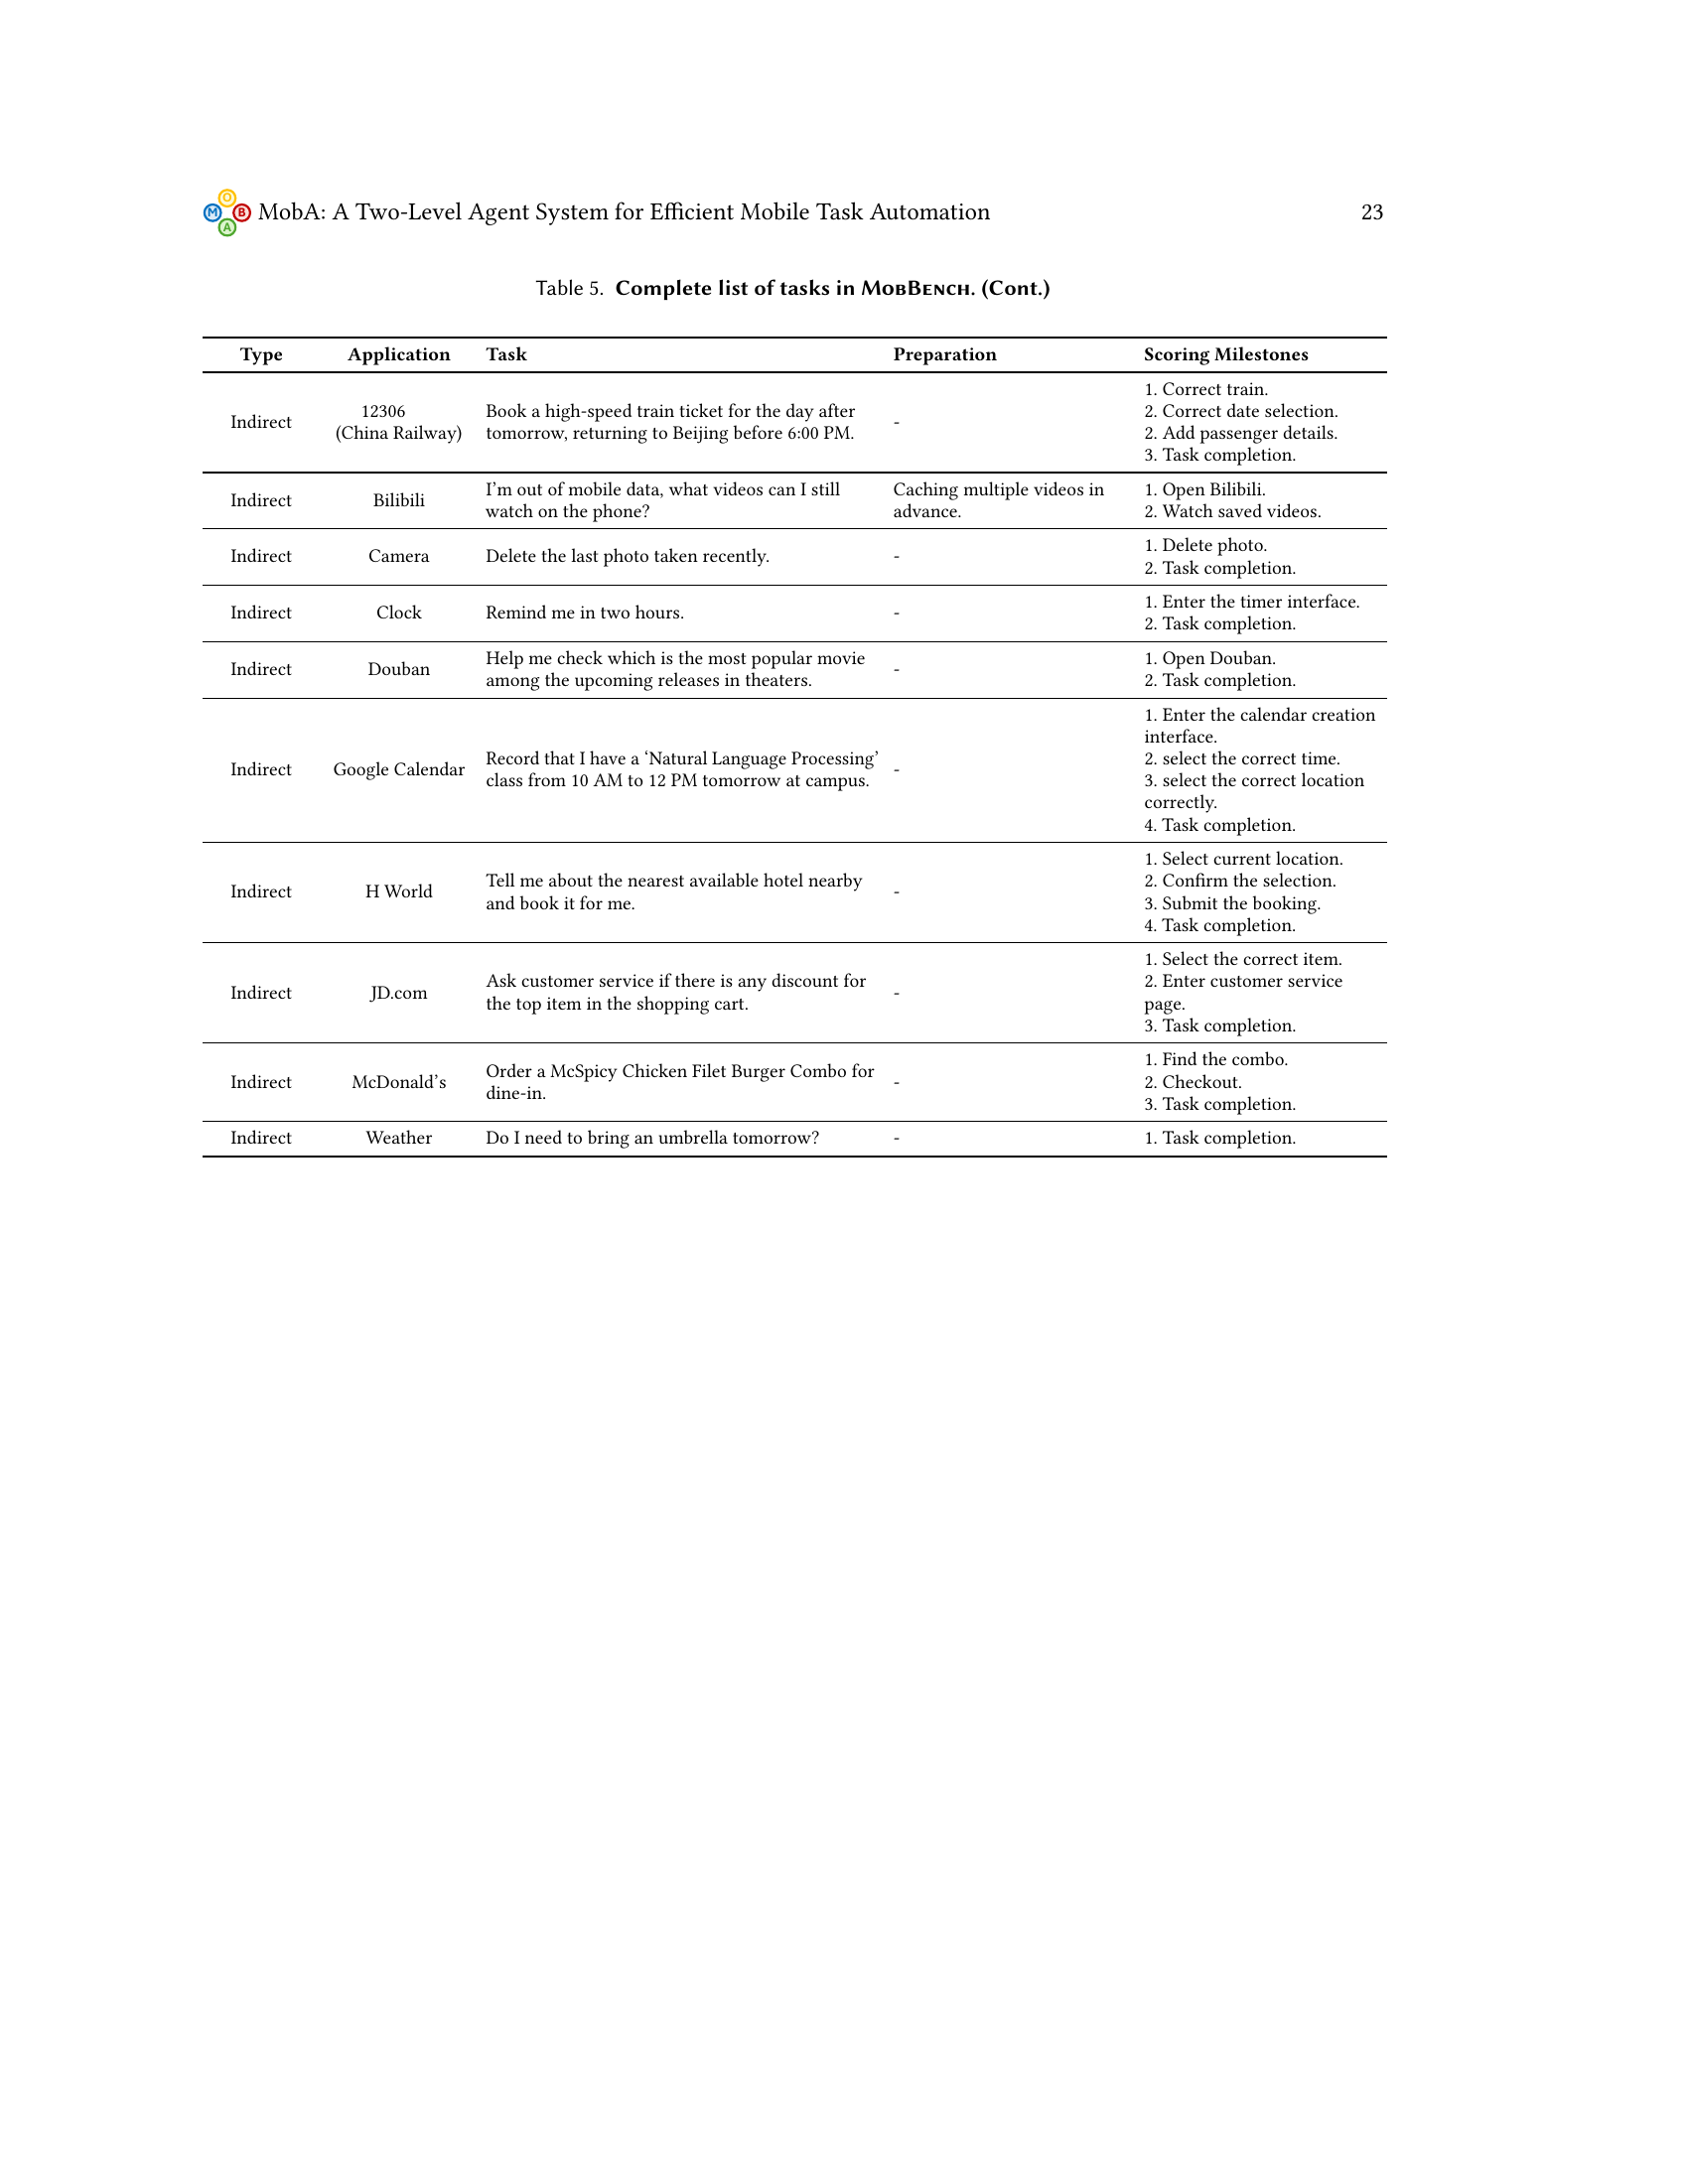 O
M B
A
MobA: A Two-Level Agent System for Efficient Mobile Task Automation 23
Table 5. Complete list of tasks in MobBench. (Cont.)
Type Application Task Preparation Scoring Milestones
Indirect 12306 (China Railway) Book a high-speed train ticket for the day after tomorrow, returning to Beijing before 6:00 PM. - 1. Correct train.
2. Correct date selection.
2. Add passenger details.
3. Task completion.
Indirect Bilibili I'm out of mobile data, what videos can I still watch on the phone? Caching multiple videos in advance. 1. Open Bilibili.
2. Watch saved videos.
Indirect Camera Delete the last photo taken recently. - 1. Delete photo.
2. Task completion.
Indirect Clock Remind me in two hours. - 1. Enter the timer interface.
2. Task completion.
Indirect Douban Help me check which is the most popular movie among the upcoming releases in theaters. - 1. Open Douban.
2. Task completion.
Indirect Google Calendar Record that I have a ‘Natural Language Processing’ class from 10 AM to 12 PM tomorrow at campus. - 1. Enter the calendar creation
interface.
2. select the correct time.
3. select the correct location
correctly.
4. Task completion.
Indirect H World Tell me about the nearest available hotel nearby and book it for me. - 1. Select current location.
2. Confirm the selection.
3. Submit the booking.
4. Task completion.
Indirect JD.com Ask customer service if there is any discount for the top item in the shopping cart. - 1. Select the correct item.
2. Enter customer service
page.
3. Task completion.
Indirect McDonald’s Order a McSpicy Chicken Filet Burger Combo for dine-in. - 1. Find the combo.
2. Checkout.
3. Task completion.
Indirect Weather Do I need to bring an umbrella tomorrow? - 1. Task completion.